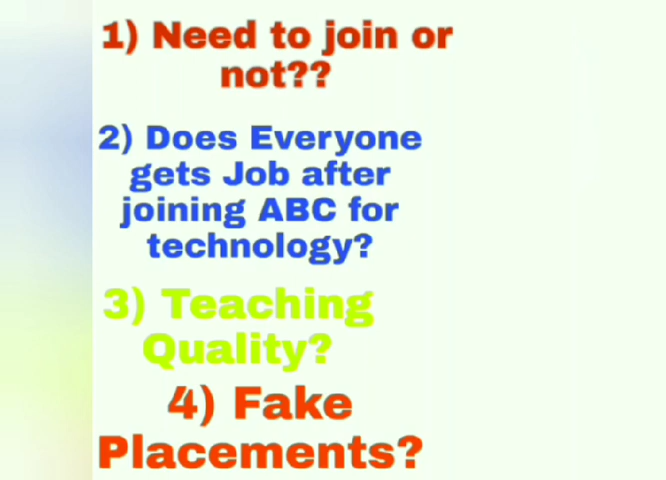 1) Need to join or
not??
2) Does Everyone
gets Job after
joining ABC for
technology?
3) Teaching
Quality?
4) Fake
Placements?